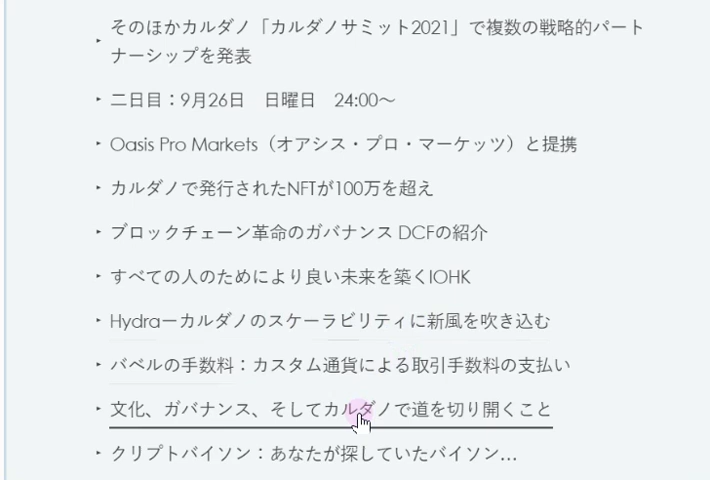 そのほかカルダノ「カルダノサミット2021」で複数の戦略的パート
ナーシップを発表
二日目：9月26日　日曜日　24:00～
Oasis Pro Markets（オアシス・プロ・マーケッツ）と提携
カルダノで発行されたNFTが100万を超え
ブロックチェーン革命のガバナンス DCFの紹介
すべての人のためにより良い未来を築くIOHK
Hydraーカルダノのスケーラビリティに新風を吹き込む
バベルの手数料：カスタム通貨による取引手数料の支払い
文化、ガバナンス、そしてカルダノで道を切り開くこと
クリプトバイソン：あなたが探していたバイソン…